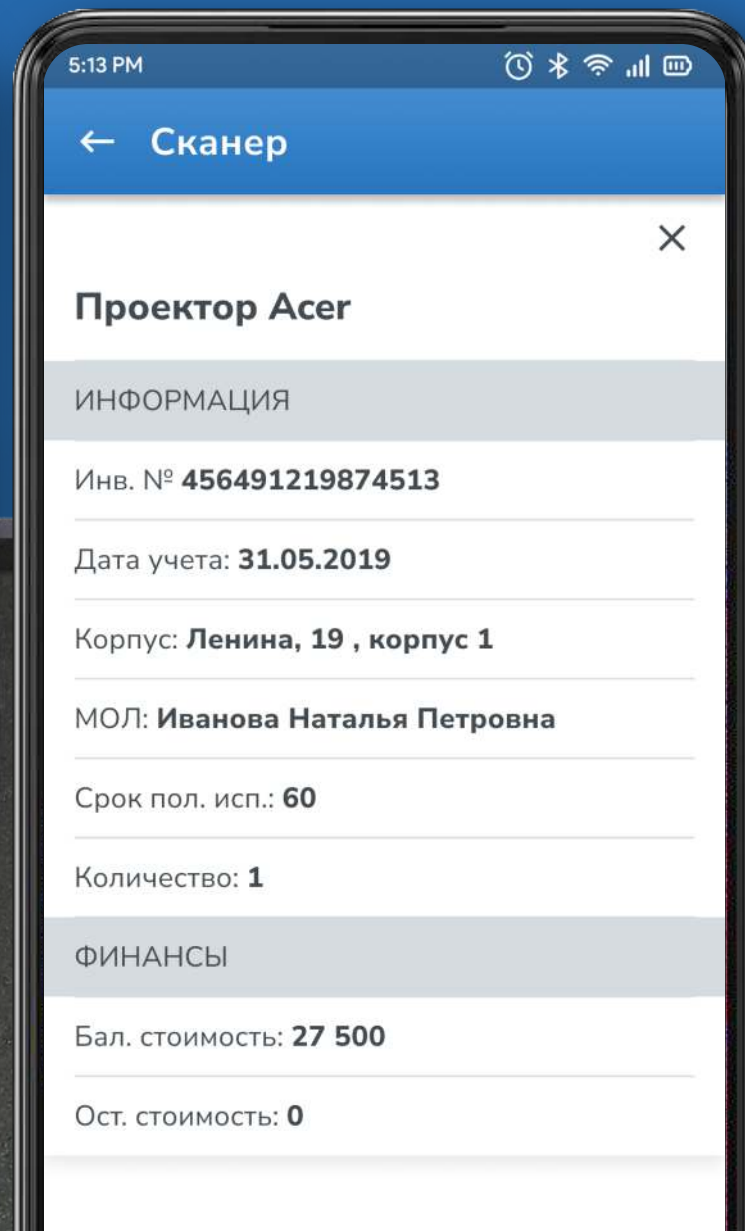 5:13 PM
← Сканер
Проектор Acer
ИНФОРМАЦИЯ
Инв. № 456491219874513
Дата учета: 31.05.2019
Корпус: Ленина, 19 , корпус 1
МОЛ: Иванова Наталья Петровна
Срок пол. исп.: 60
Количество: 1
ФИНАНСЫ
Бал. стоимость: 27 500
Ост. стоимость: 0